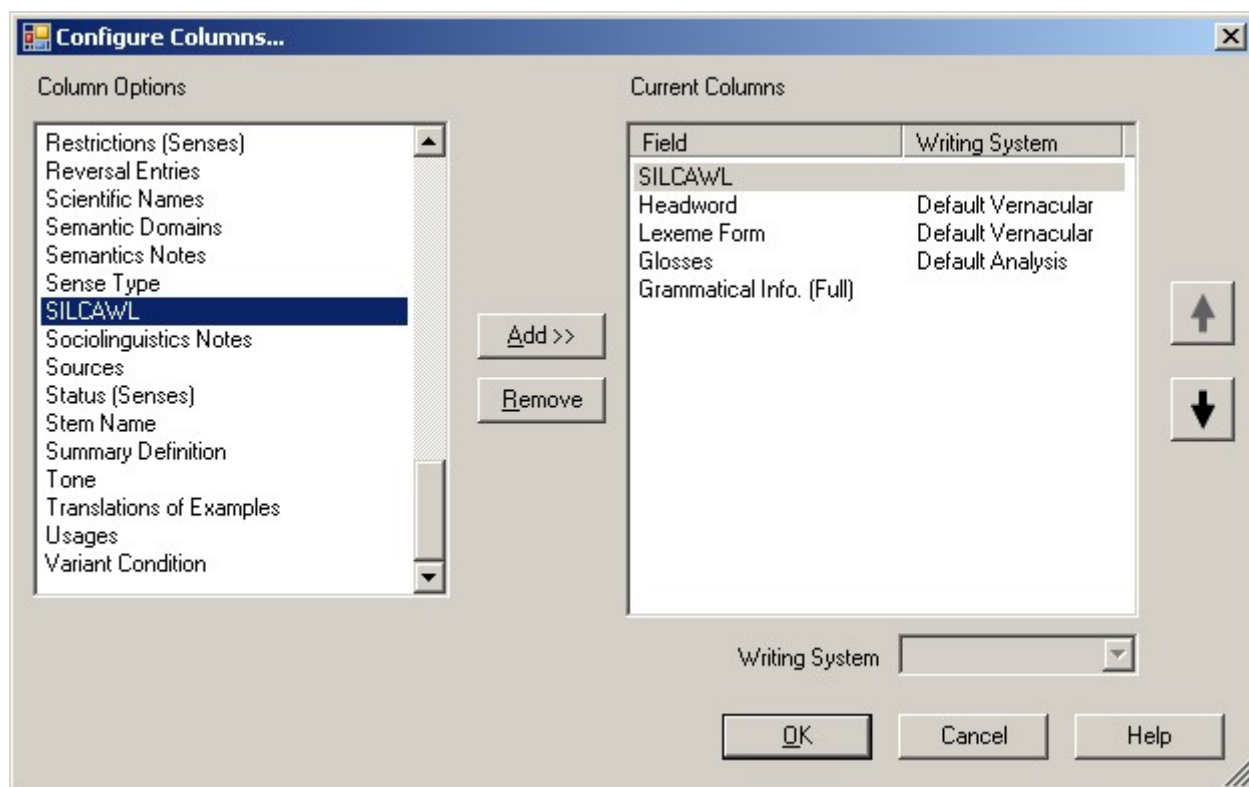 Configure Columns...
Column Options
Restrictions (Senses)
Reversal Entries
Scientific Names
Semantic Domains
Semantics Notes
Sense Type
SILCAWL
Sociolinguistics Notes
Sources
Status (Senses)
Stem Name
Summary Definition
Tone
Translations of Examples
Usages
Variant Condition
Add >>
Remove
Current Columns
Field Writing System
SILCAWL
Headword Default Vernacular
Lexeme Form Default Vernacular
Glosses Default Analysis
Grammatical Info. (Full)
Writing System
OK Cancel Help